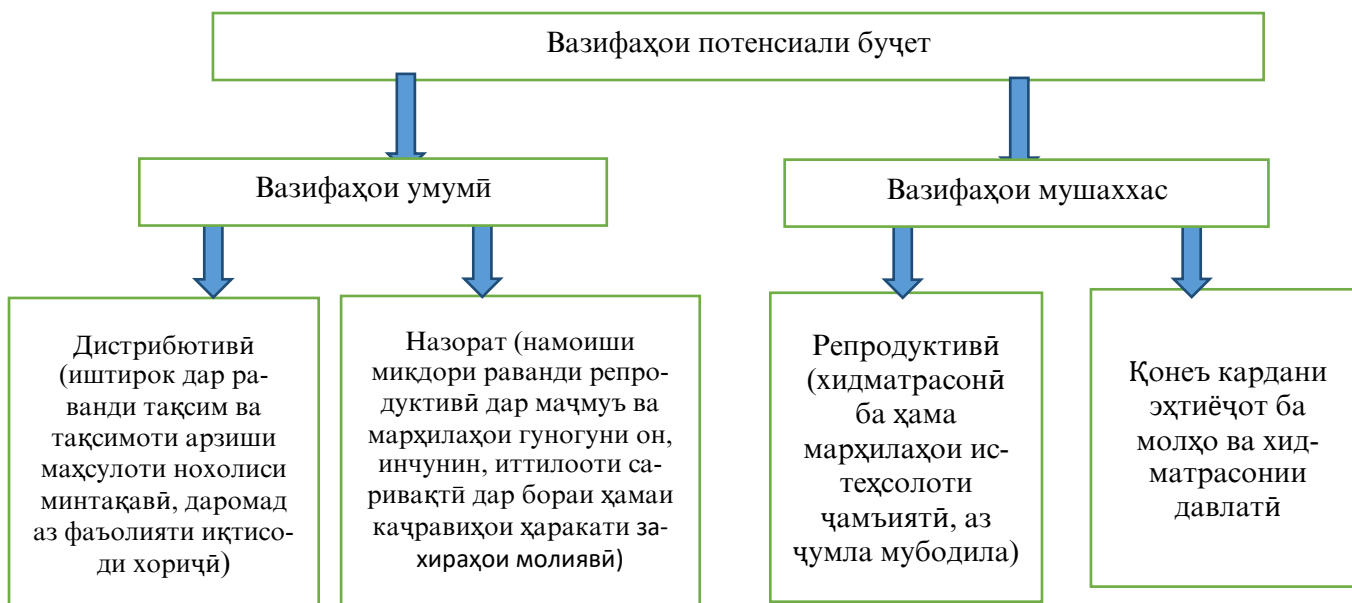 Вазифаҳои потенсиали буҷет
Вазифаҳои умумӣ
Вазифаҳои мушаххас
Дистрибютивӣ
(иштирок дар ра-
ванди тақсим ва
тақсимоти арзиши
маҳсулоти нохолиси
минтақавӣ, даромад
аз фаъолияти иқтисо-
ди хориҷӣ)
Назорат (намоиши
миқдори раванди репро-
дуктивӣ дар маҷмуъ ва
марҳилаҳои гуногуни он,
инчунин, иттилооти са-
ривақтӣ дар бораи ҳамаи
каҷравиҳои ҳаракати за-
хираҳои молиявӣ)
Репродуктивӣ
(хидматрасонӣ
ба ҳама
марҳилаҳои ис-
теҳсолоти
ҷамъиятӣ, аз
ҷумла мубодила)
Қонеъ кардани
эҳтиёҷот ба
молҳо ва хид-
матрасонии
давлатӣ